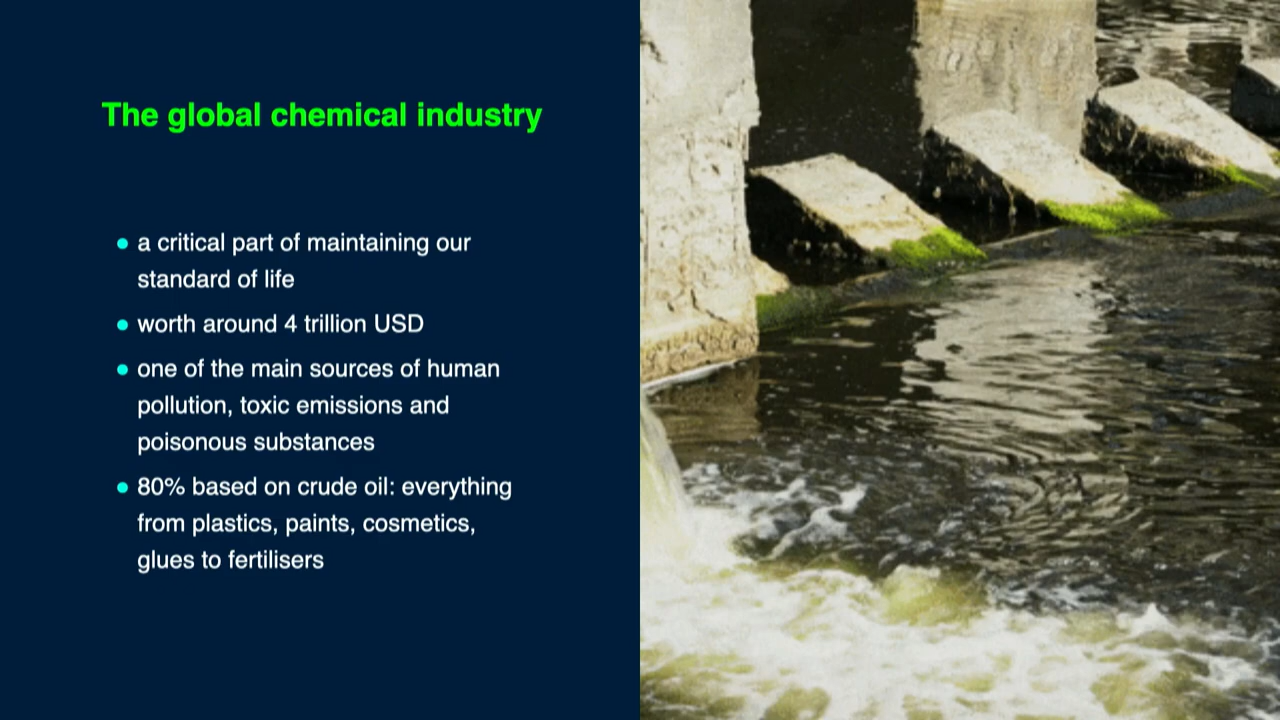 The global chemical industry
• a critical part of maintaining our
standard of life
• worth around 4 trillion USD
• one of the main sources of human
pollution, toxic emissions and
poisonous substances
• 80% based on crude oil: everything
from plastics, paints, cosmetics,
glues to fertilisers